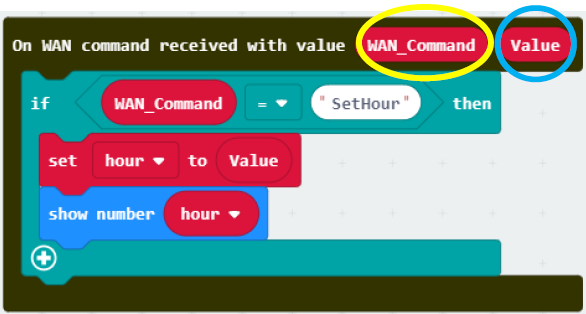 On WAN command received with value WAN_Command Value
if WAN_Command = "SetHour" then
set hour to Value
show number hour